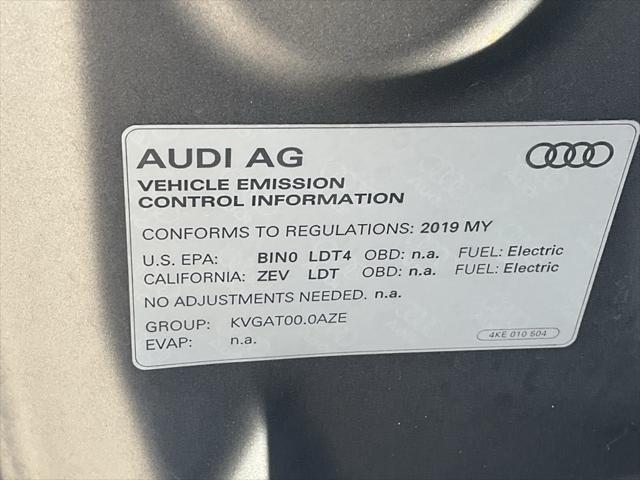 AUDI AG
VEHICLE EMISSION
CONTROL INFORMATION
CONFORMS TO REGULATIONS: 2019 MY
U.S. EPA: BIN0 LDT4 OBD: n.a. FUEL: Electric
CALIFORNIA: ZEV LDT OBD: n.a. FUEL: Electric
NO ADJUSTMENTS NEEDED. n.a.
GROUP: KVGAT00.0AZE
EVAP: n.a.
4KE 010 504